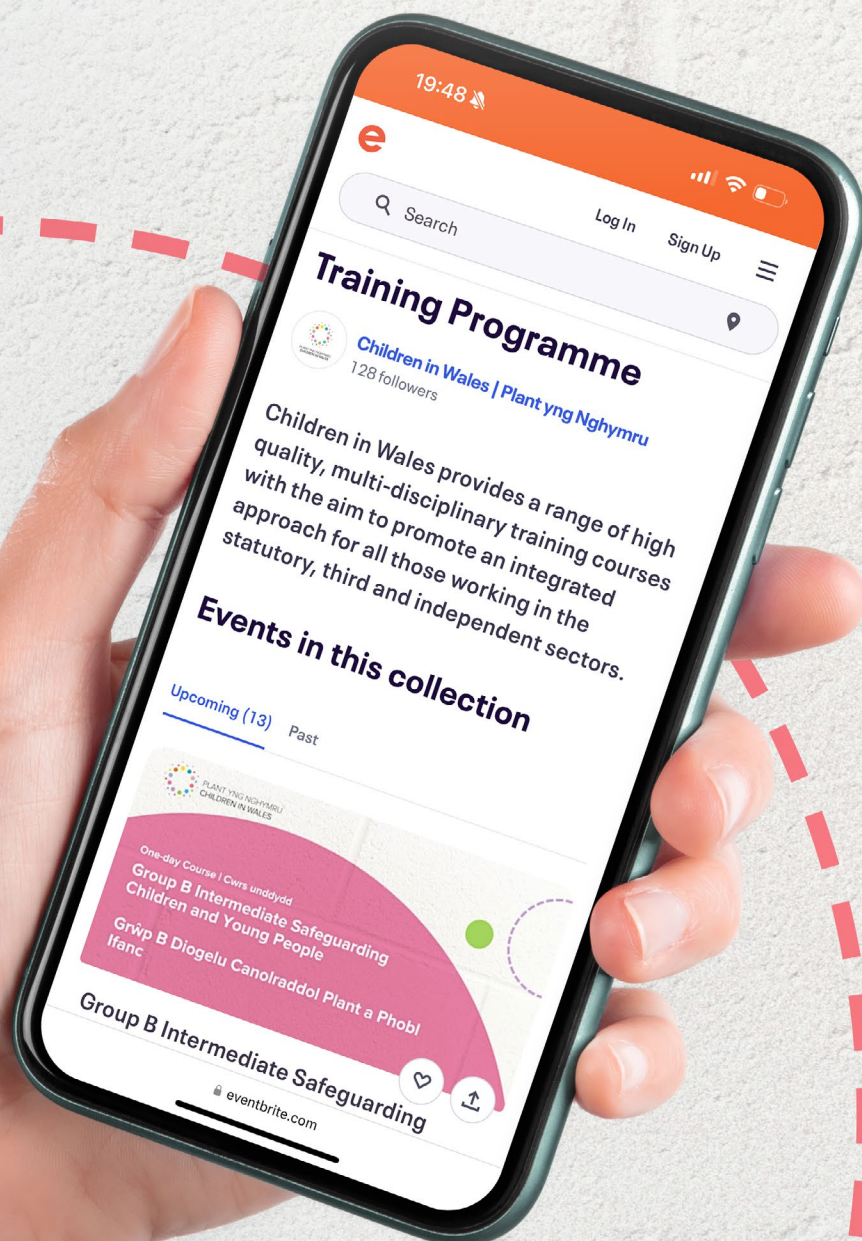 19:48
e
Log In
Sign Up
Search
Training Programme
Children in Wales | Plant yng Nghymru
128 followers
Children in Wales provides a range of high
quality, multi-disciplinary training courses
with the aim to promote an integrated
approach for all those working in the
statutory, third and independent sectors.
Events in this collection
Upcoming (13)
Past
PLANT YNG NGHYMRU
CHILDREN IN WALES
One-day Course | Cwrs unddydd
Group B Intermediate Safeguarding
Children and Young People
Grŵp B Diogelu Canolraddol Plant a Phobl
Ifanc
Group B Intermediate Safeguarding
eventbrite.com